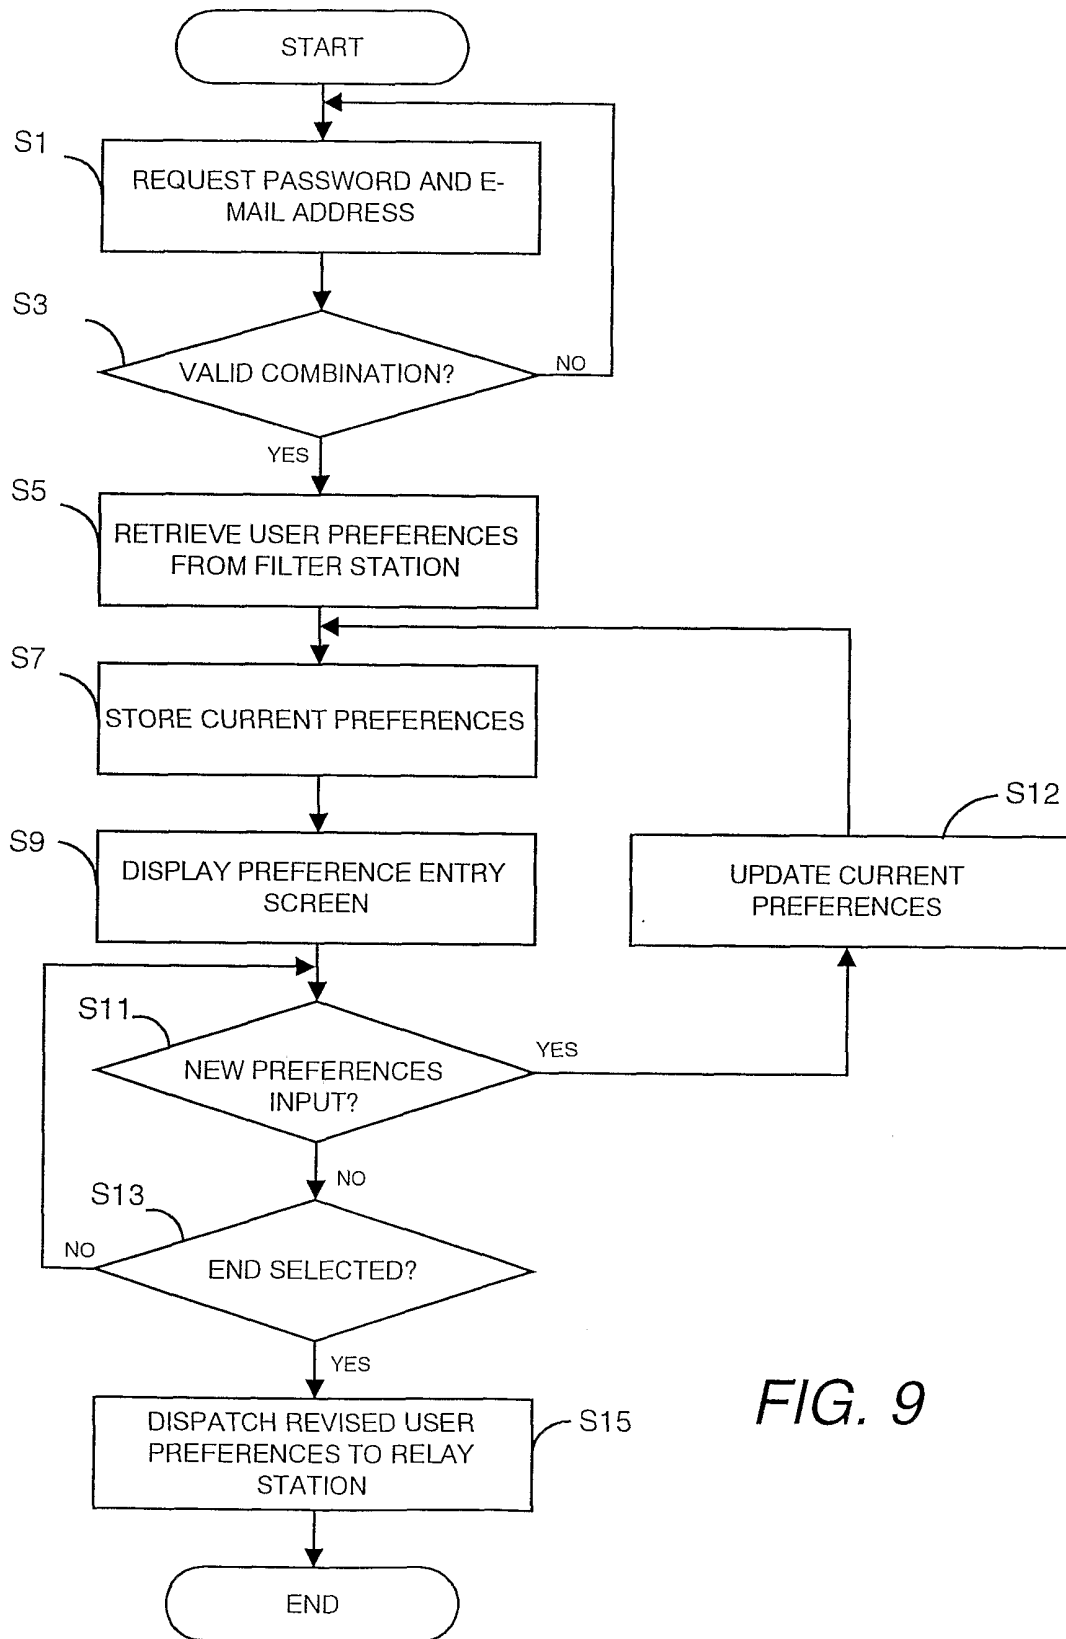 START
S1
REQUEST PASSWORD AND E-
MAIL ADDRESS
S3
VALID COMBINATION?
NO
YES
S5
RETRIEVE USER PREFERENCES
FROM FILTER STATION
S7
STORE CURRENT PREFERENCES
S12
S9
DISPLAY PREFERENCE ENTRY
SCREEN
UPDATE CURRENT
PREFERENCES
S11
NEW PREFERENCES
INPUT?
YES
NO
S13
NO
END SELECTED?
YES
DISPATCH REVISED USER
PREFERENCES TO RELAY
STATION
S15
FIG. 9
END